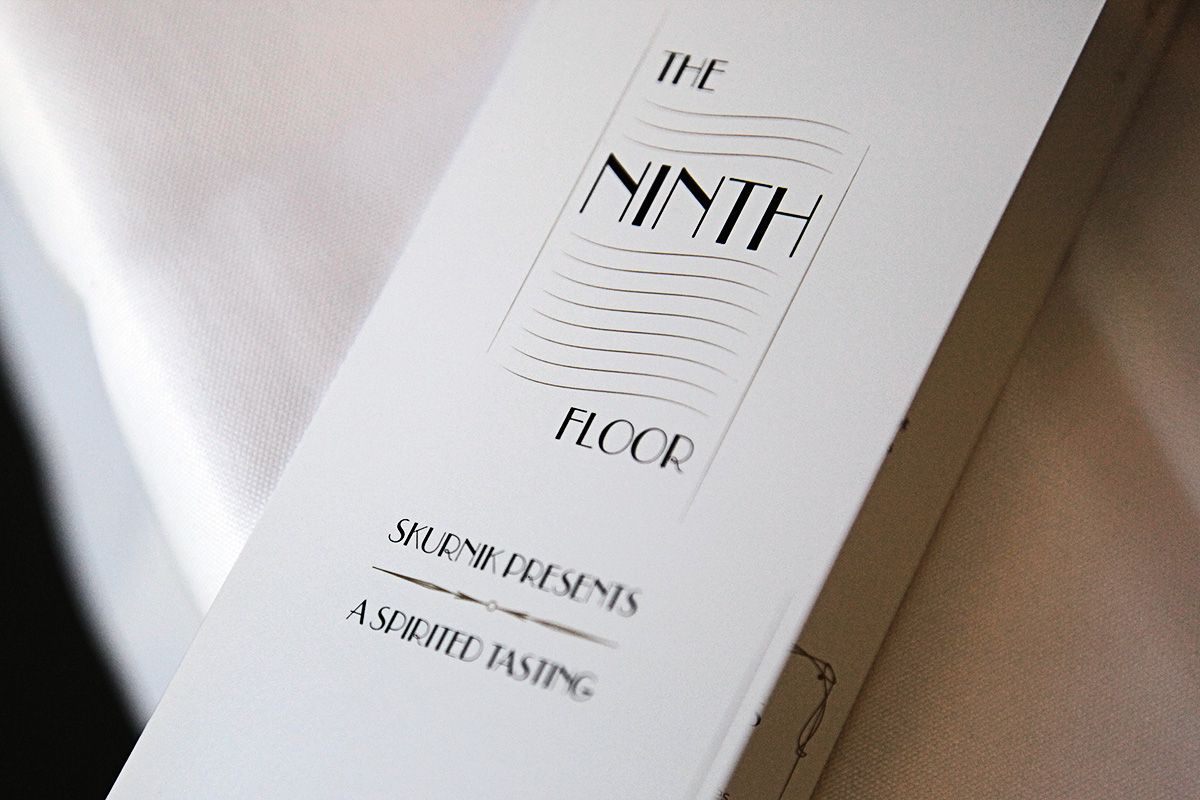 THE
NINTH
FLOOR
SKURNIK PRESENTS
A SPIRITED TASTING